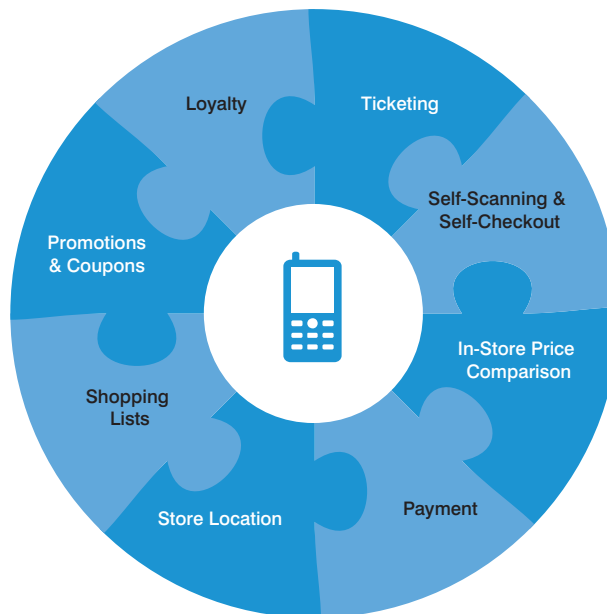 Loyalty
Ticketing
Self-Scanning &
Self-Checkout
In-Store Price
Comparison
Payment
Store Location
Shopping
Lists
Promotions
& Coupons